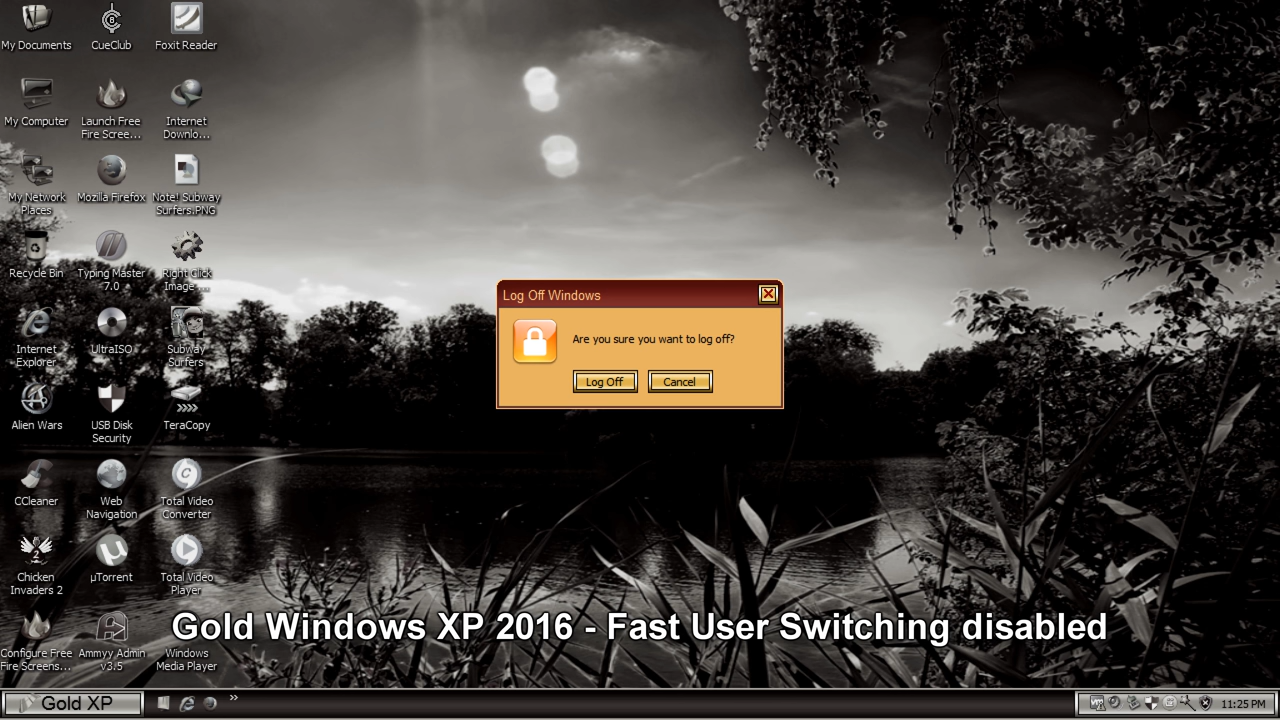 My Documents
CueClub
Foxit Reader
My Computer
Launch Free
Fire Scree...
Internet
Downlo...
My Network
Places
Mozilla Firefox
Note! Subway
Surfers.PNG
Recycle Bin
Typing Master
7.0
Right Click
Image ...
Internet
Explorer
UltraISO
Subway
Surfers
Alien Wars
USB Disk
Security
TeraCopy
CCleaner
Web
Navigation
Total Video
Converter
Chicken
Invaders 2
µTorrent
Total Video
Player
Configure Free
Fire Screens...
Ammyy Admin
v3.5
Windows
Media Player
Log Off Windows
Are you sure you want to log off?
Log Off
Cancel
Gold Windows XP 2016 - Fast User Switching disabled
Gold XP
11:25 PM